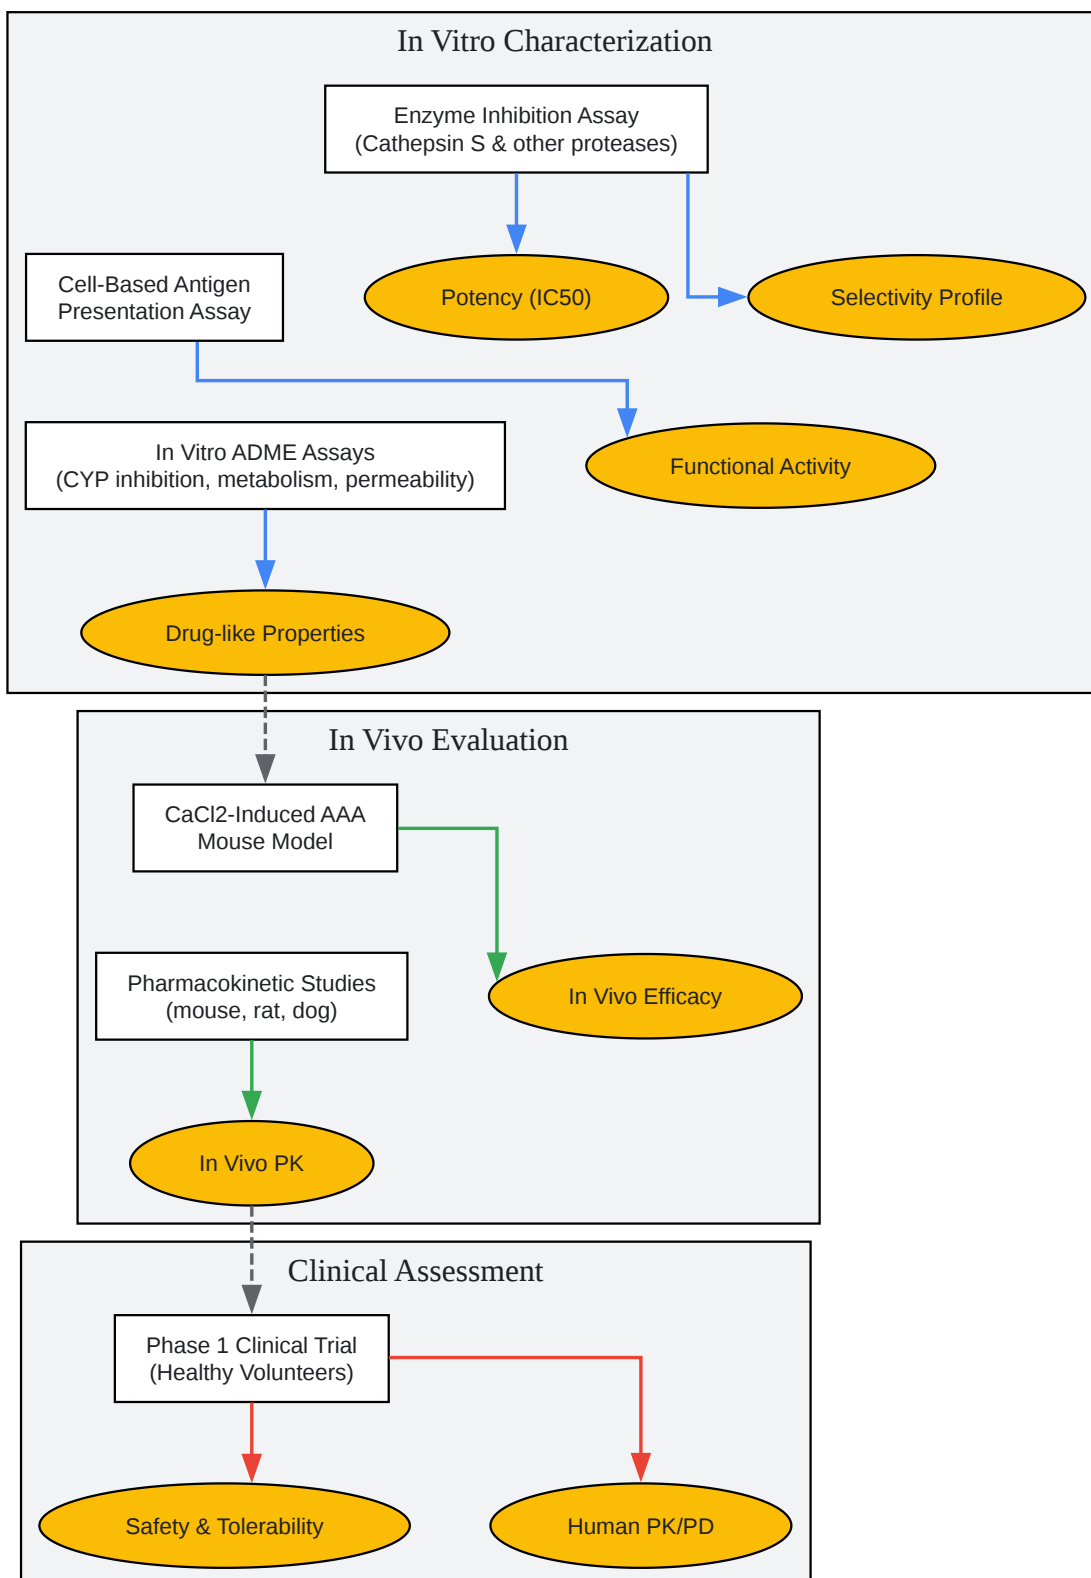 In Vitro Characterization
Enzyme Inhibition Assay
(Cathepsin S & other proteases)
Cell-Based Antigen
Presentation Assay
Potency (IC50)
Selectivity Profile
In Vitro ADME Assays
(CYP inhibition, metabolism, permeability)
Functional Activity
Drug-like Properties
In Vivo Evaluation
CaCl2-Induced AAA
Mouse Model
Pharmacokinetic Studies
(mouse, rat, dog)
In Vivo Efficacy
In Vivo PK
Clinical Assessment
Phase 1 Clinical Trial
(Healthy Volunteers)
Safety & Tolerability
Human PK/PD